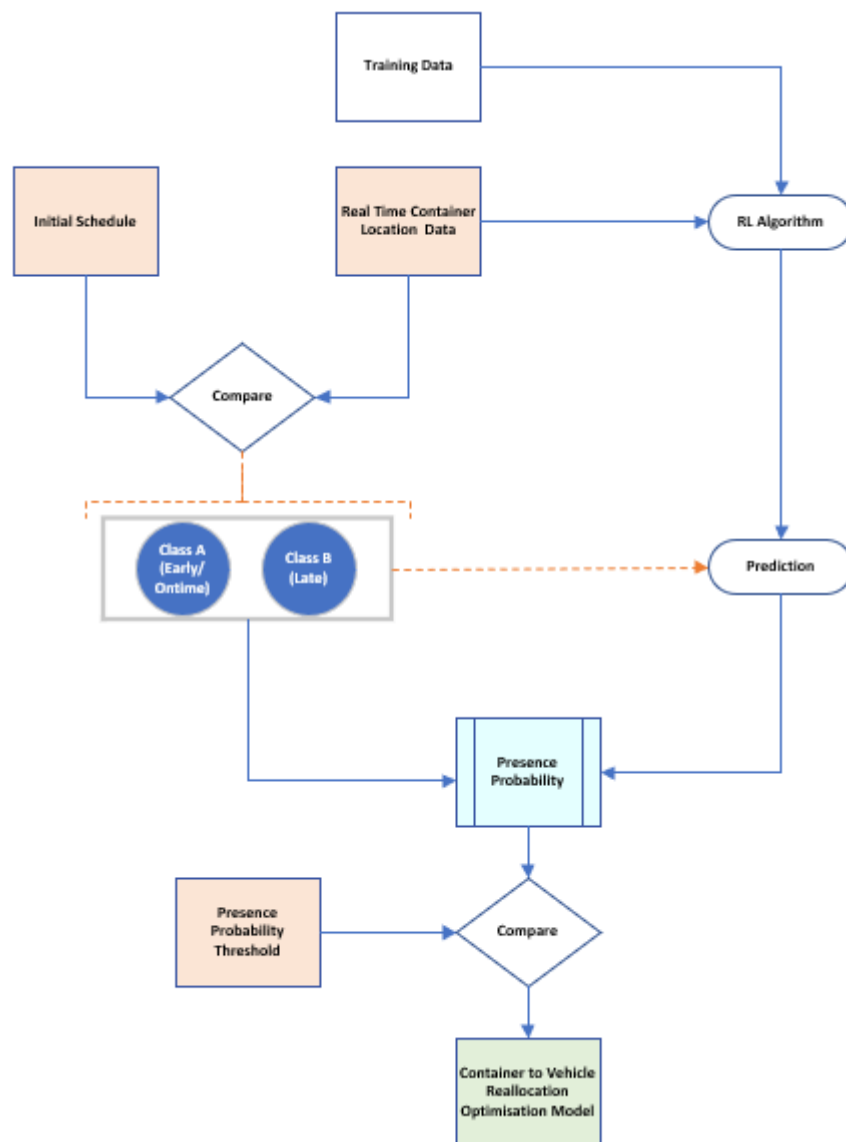 Training Data
Initial Schedule
Real Time Container
Location Data
RL Algorithm
Compare
Class A
(Early/
Ontime)
Class B
(Late)
Prediction
Presence
Probability
Presence
Probability
Threshold
Compare
Container to Vehicle
Reallocation
Optimisation Model